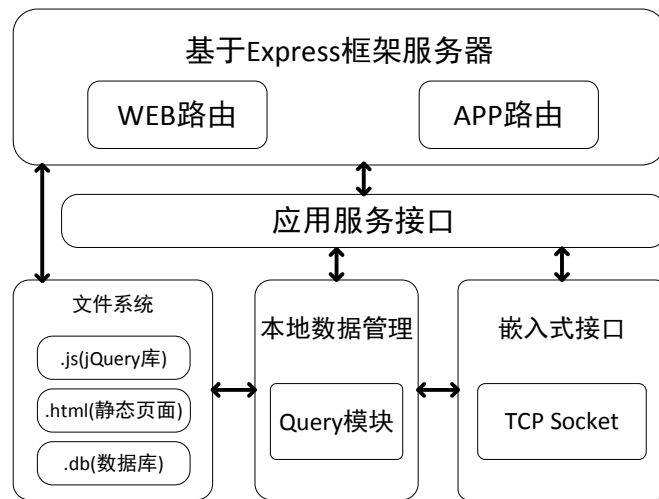 基于Express框架服务器
WEB路由
APP路由
应用服务接口
文件系统
.js(jQuery库)
.html(静态页面)
.db(数据库)
本地数据管理
Query模块
嵌入式接口
TCP Socket